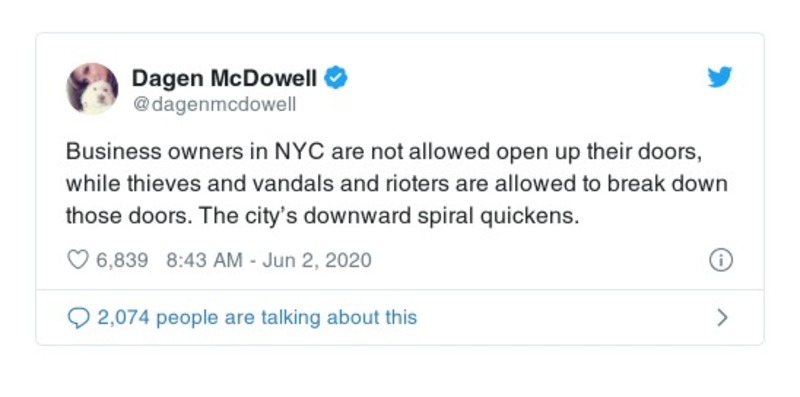 Dagen McDowell
@dagenmcdowell
Business owners in NYC are not allowed open up their doors,
while thieves and vandals and rioters are allowed to break down
those doors. The city's downward spiral quickens.
6,839 8:43 AM - Jun 2, 2020
2,074 people are talking about this